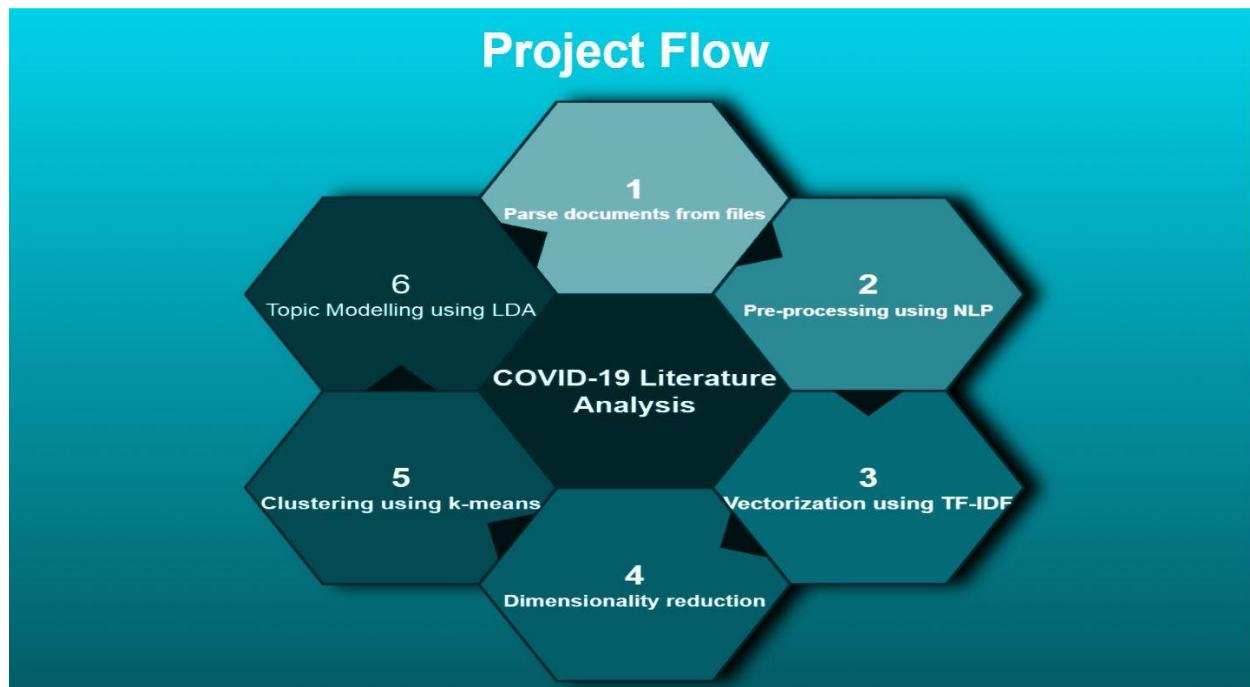 Project Flow
1
Parse documents from files
2
Pre-processing using NLP
3
Vectorization using TF-IDF
4
Dimensionality reduction
5
Clustering using k-means
6
Topic Modelling using LDA
COVID-19 Literature
Analysis